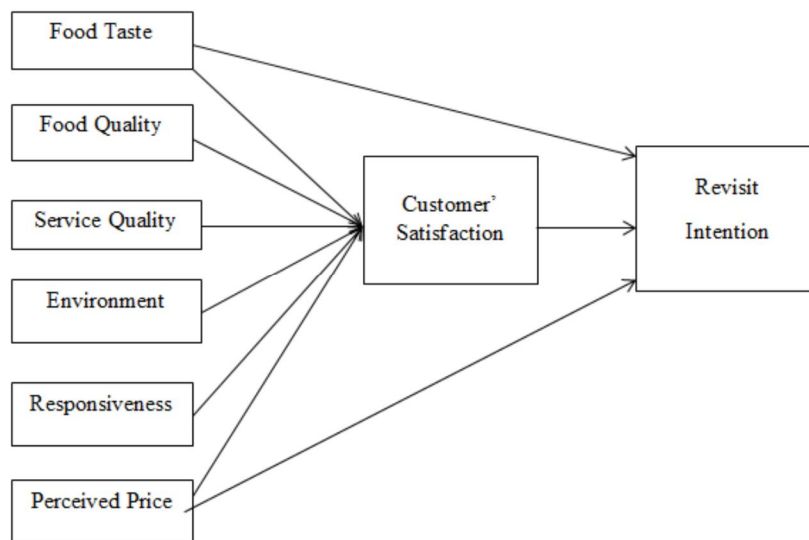 Food Taste
Food Quality
Service Quality
Environment
Responsiveness
Perceived Price
Customer’
Satisfaction
Revisit
Intention